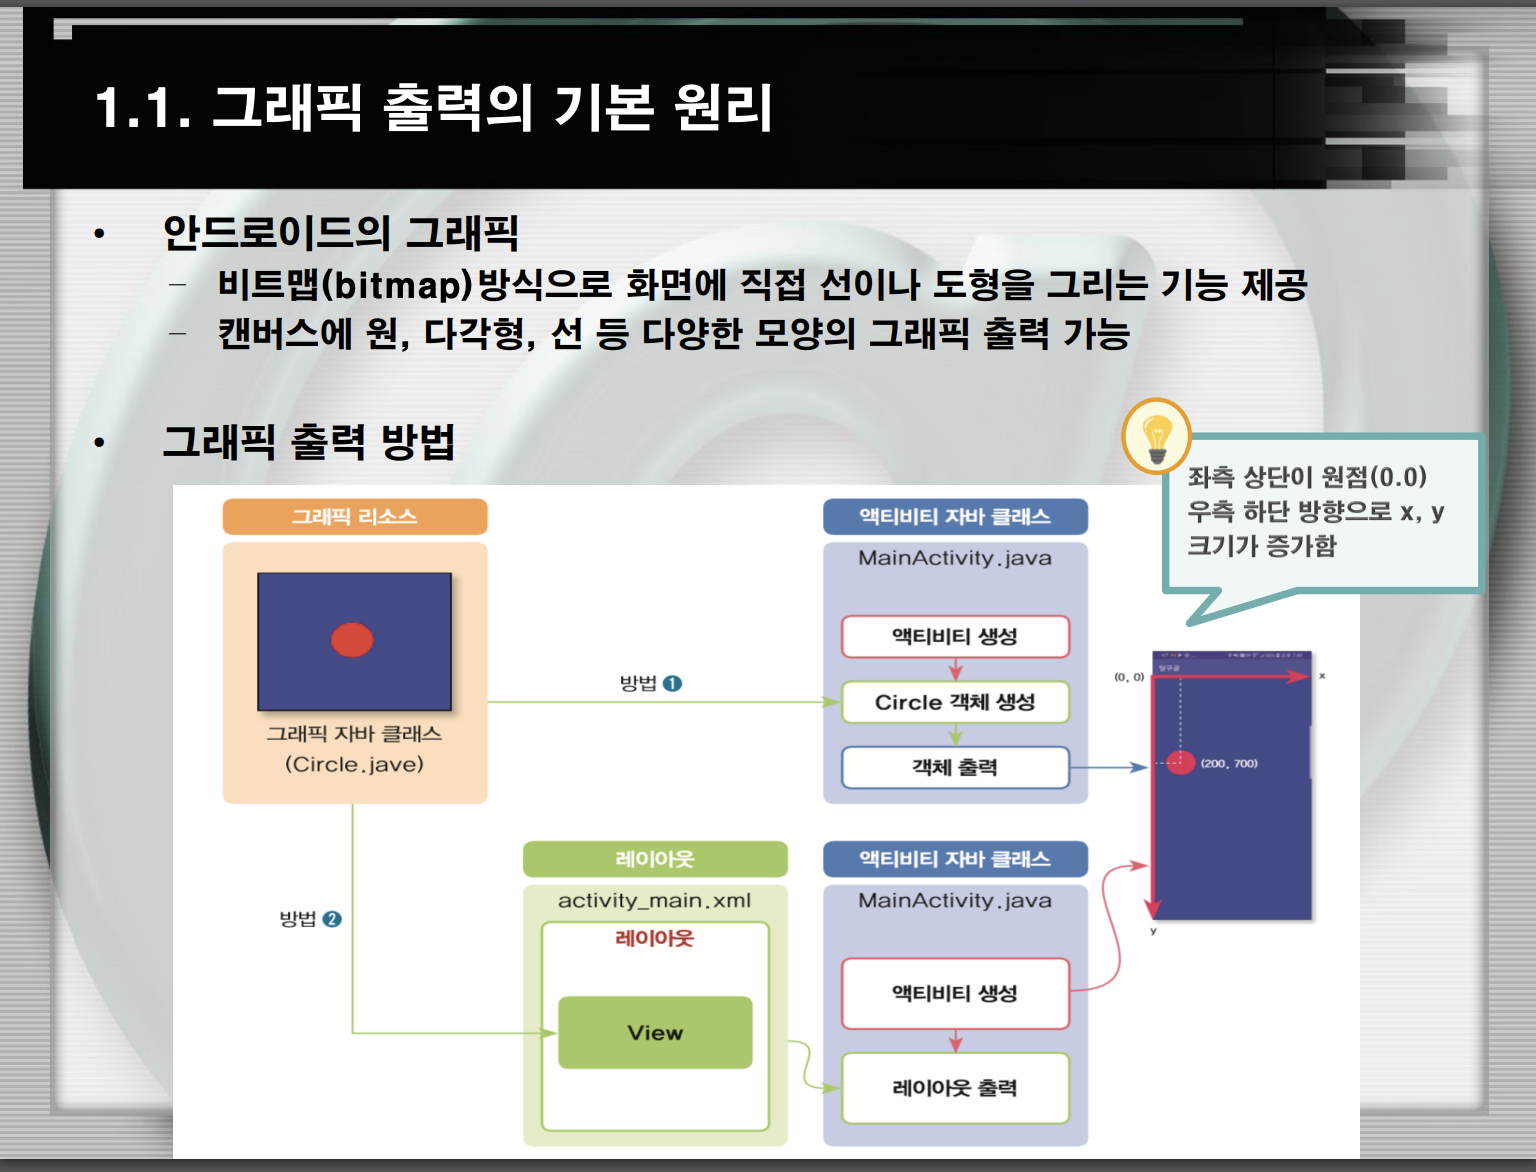 1.1. 그래픽 출력의 기본 원리
• 안드로이드의 그래픽
– 비트맵(bitmap)방식으로 화면에 직접 선이나 도형을 그리는 기능 제공
– 캔버스에 원, 다각형, 선 등 다양한 모양의 그래픽 출력 가능
• 그래픽 출력 방법
좌측 상단이 원점(0.0)
우측 하단 방향으로 x, y
크기가 증가함
그래픽 리소스
그래픽 자바 클래스
(Circle.jave)
방법 1
액티비티 자바 클래스
MainActivity.java
액티비티 생성
Circle 객체 생성
객체 출력
(0, 0)
x
당구공
(200, 700)
y
방법 2
레이아웃
activity_main.xml
레이아웃
View
액티비티 자바 클래스
MainActivity.java
액티비티 생성
레이아웃 출력